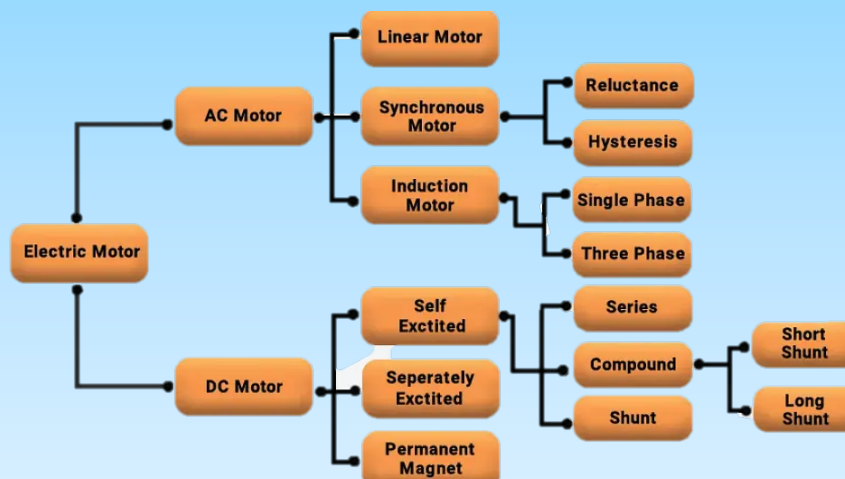 Linear Motor
AC Motor
Synchronous
Motor
Reluctance
Hysteresis
Induction
Motor
Single Phase
Three Phase
Electric Motor
Self
Exctited
Series
DC Motor
Seperately
Exctited
Compound
Short
Shunt
Long
Shunt
Shunt
Permanent
Magnet